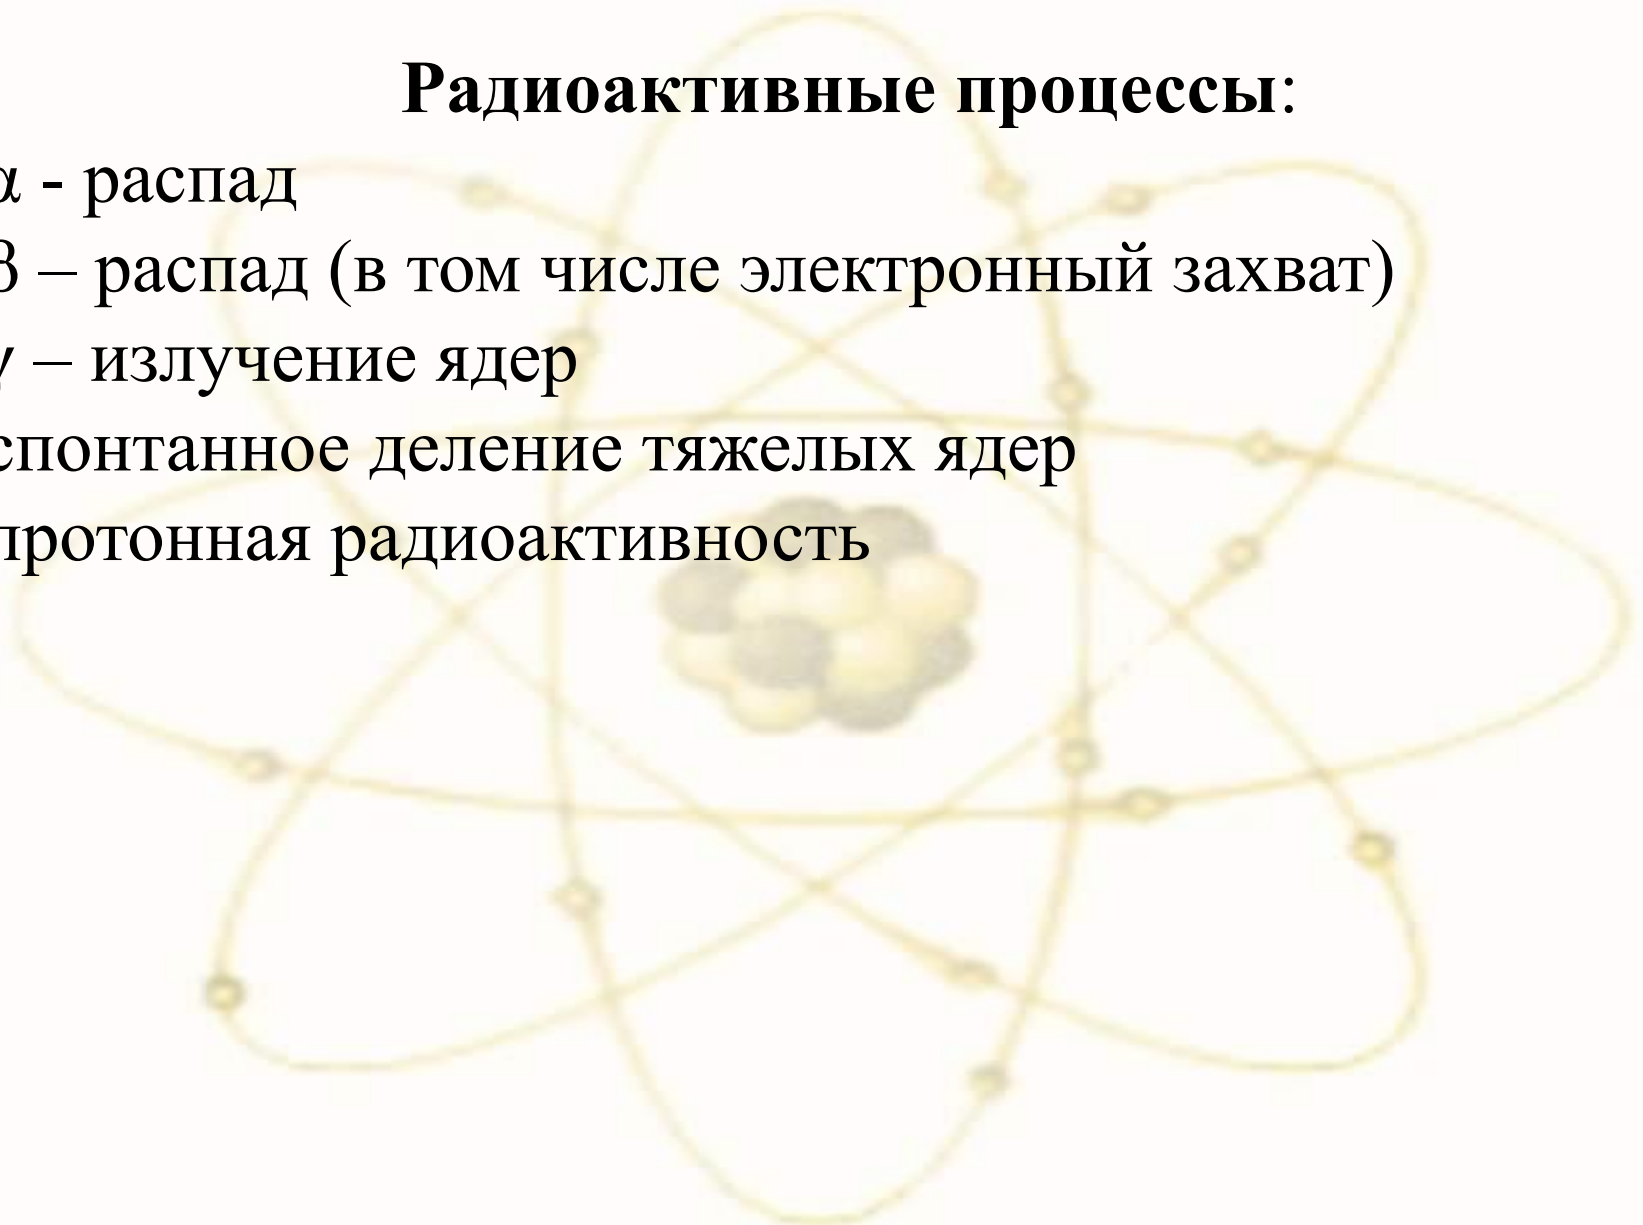 Радиоактивные процессы:
α - распад
β – распад (в том числе электронный захват)
γ – излучение ядер
спонтанное деление тяжелых ядер
протонная радиоактивность